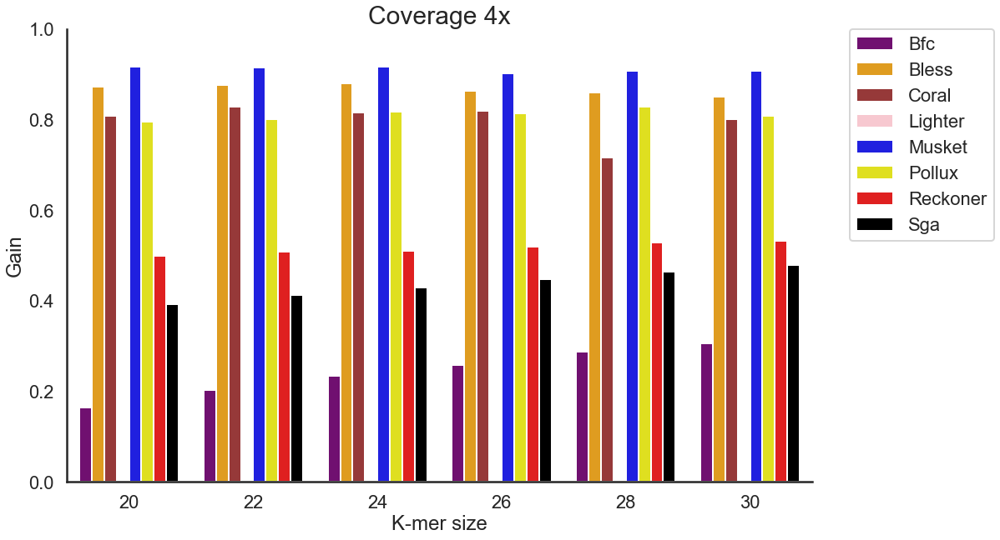 Coverage 4x
1.0
0.8
0.6
0.4
0.2
0.0
Gain
20 22 24 26 28 30
K-mer size
Bfc
Bless
Coral
Lighter
Musket
Pollux
Reckoner
Sga